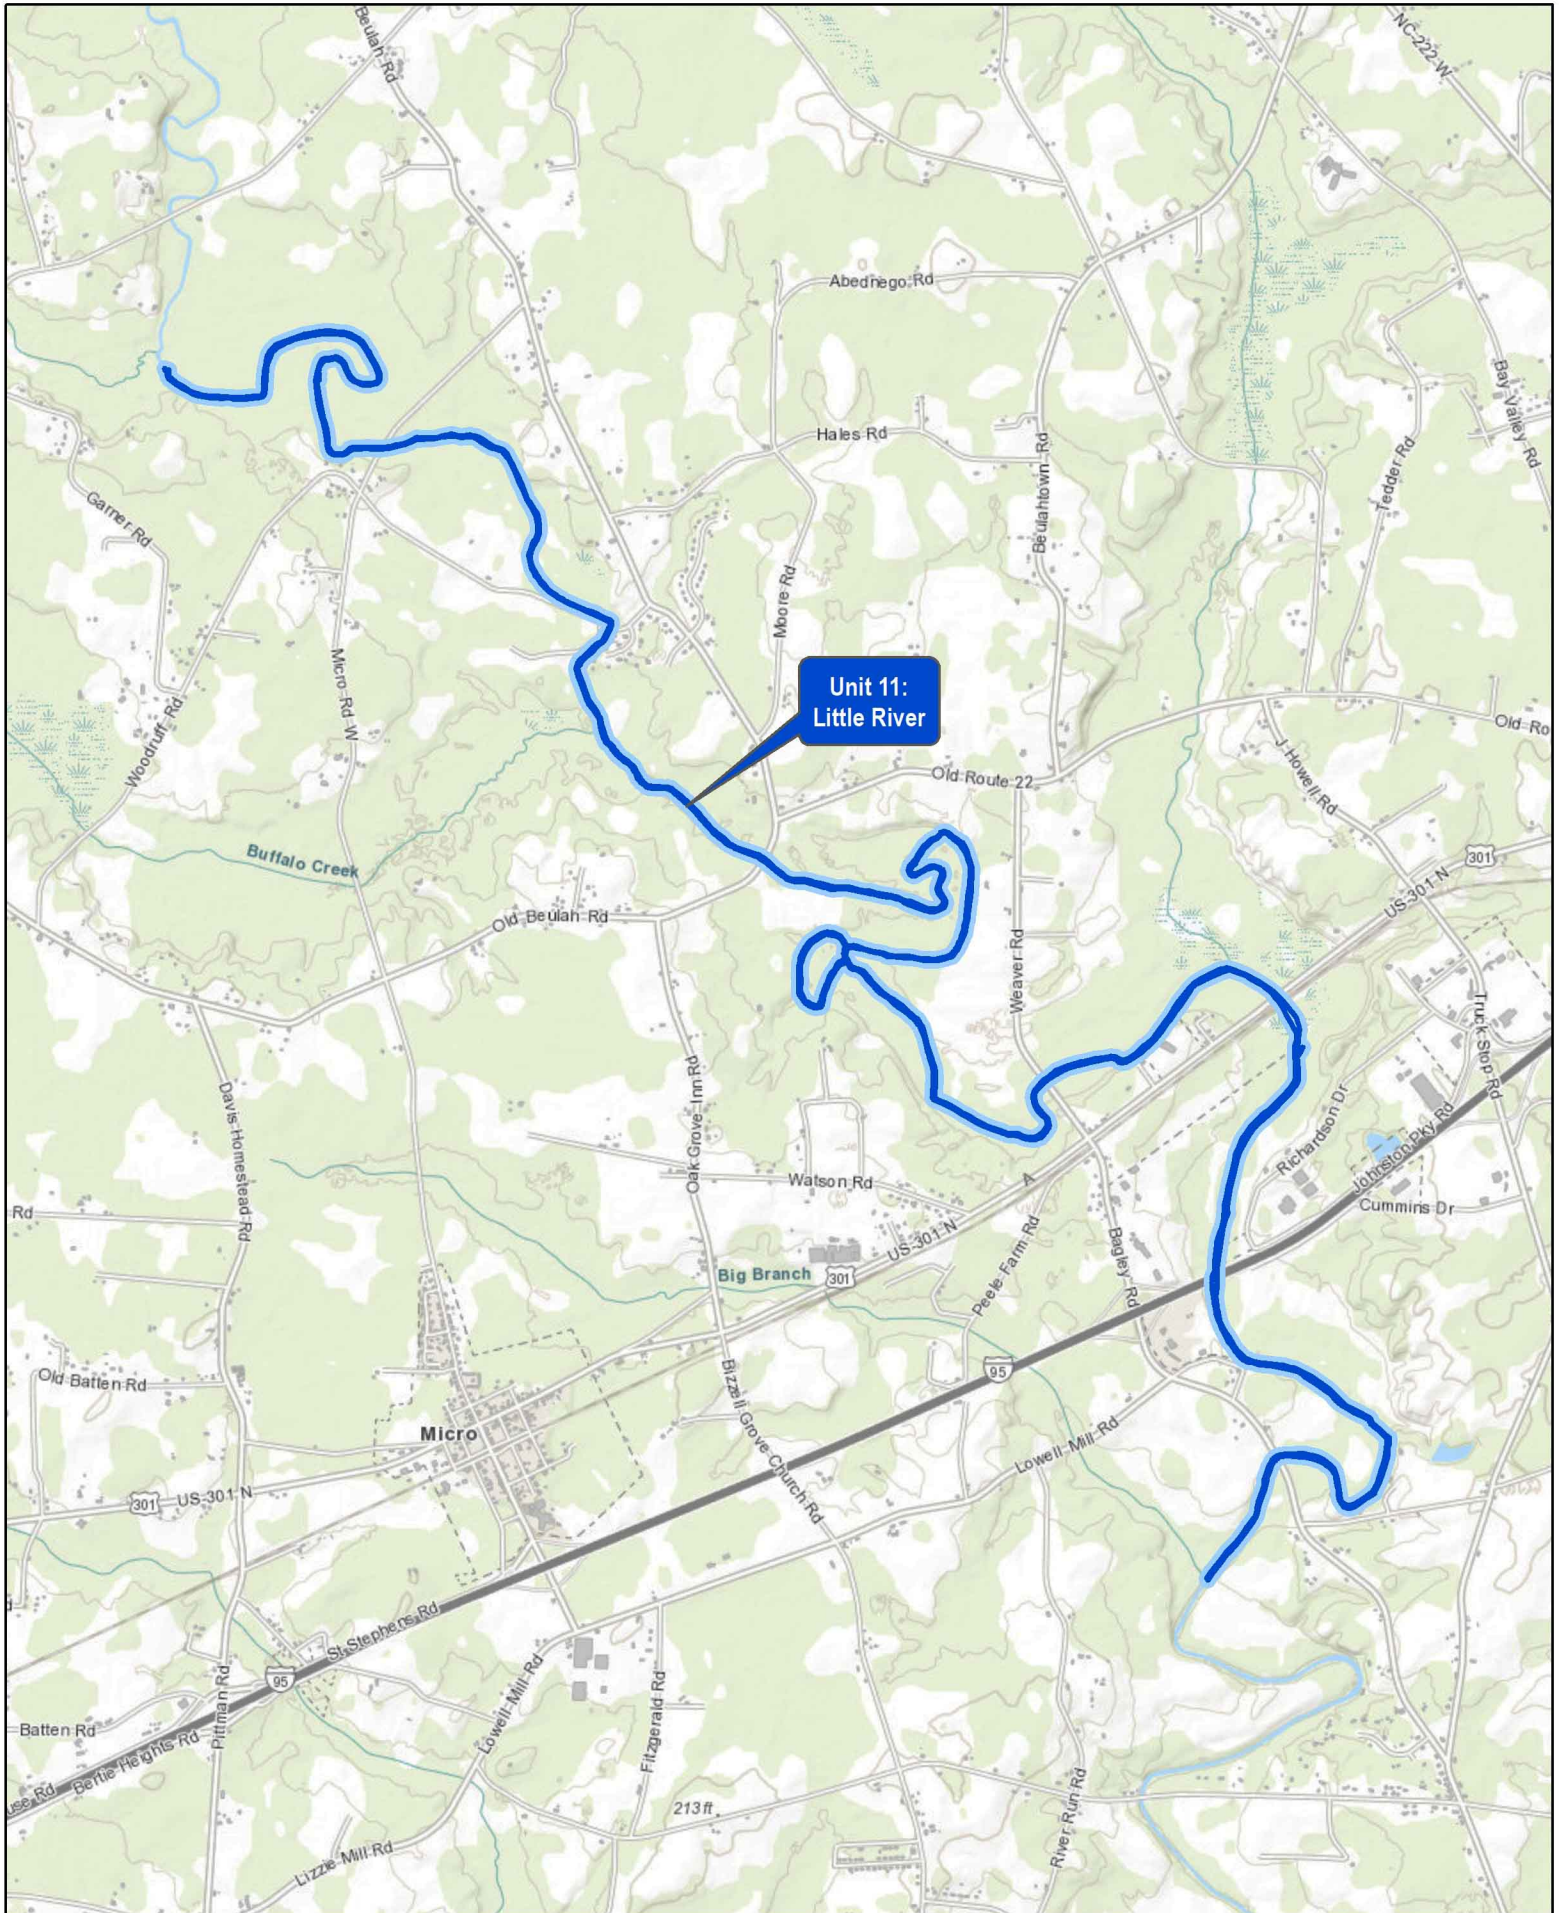 Beulah Rd
NC-222 W
Abednego Rd
Bay Valley Rd
Hales Rd
Beulahtown Rd
Tedder Rd
Garner Rd
Moore Rd
Micro Rd W
Unit 11:
Little River
Woodruff Rd
Old Ro
J Howell Rd
Old Route 22
Buffalo Creek
301
US-301 N
Old Beulah Rd
Weaver Rd
Truck Stop Rd
Davis Homestead Rd
Oak Grove Inn Rd
Richardson Dr
Johnston Pky Rd
Watson Rd
Cummins Dr
Rd
US-301 N
Peele Farm Rd
Bagley Rd
Big Branch
301
95
Old Batten Rd
Bizzell Grove Church Rd
Micro
Lowell Mill Rd
301
US-301 N
St Stephens Rd
95
Pittman Rd
Lowell Mill Rd
Fitzgerald Rd
Batten Rd
Bertie Heights Rd
use Rd
213 ft
River Run Rd
Lizzie Mill Rd